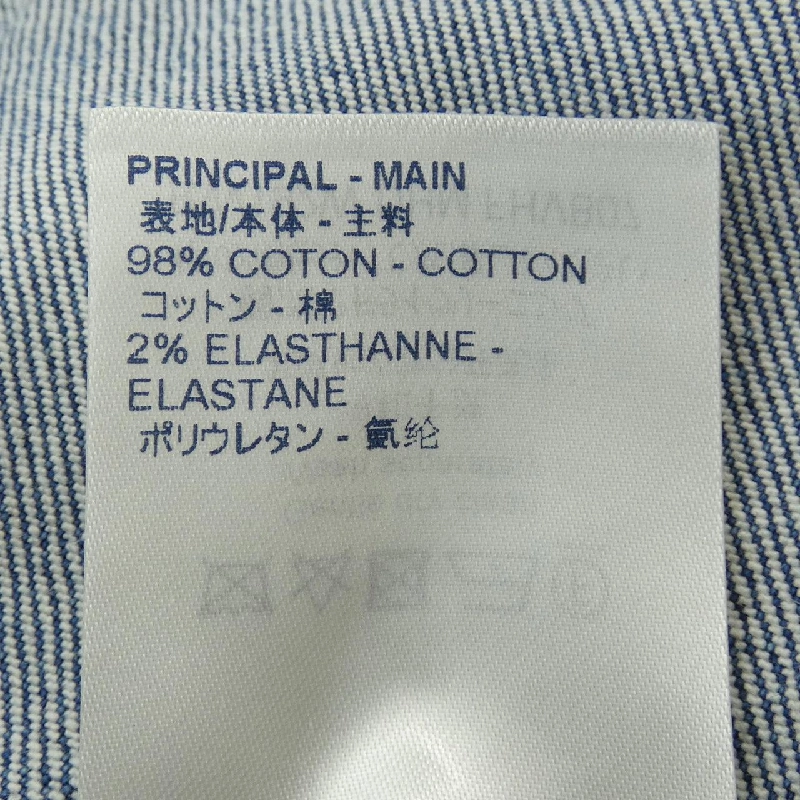 PRINCIPAL - MAIN
表地/本体 - 主料
98% COTON - COTTON
コットン - 棉
2% ELASTHANNE -
ELASTANE
ポリウレタン - 氨纶